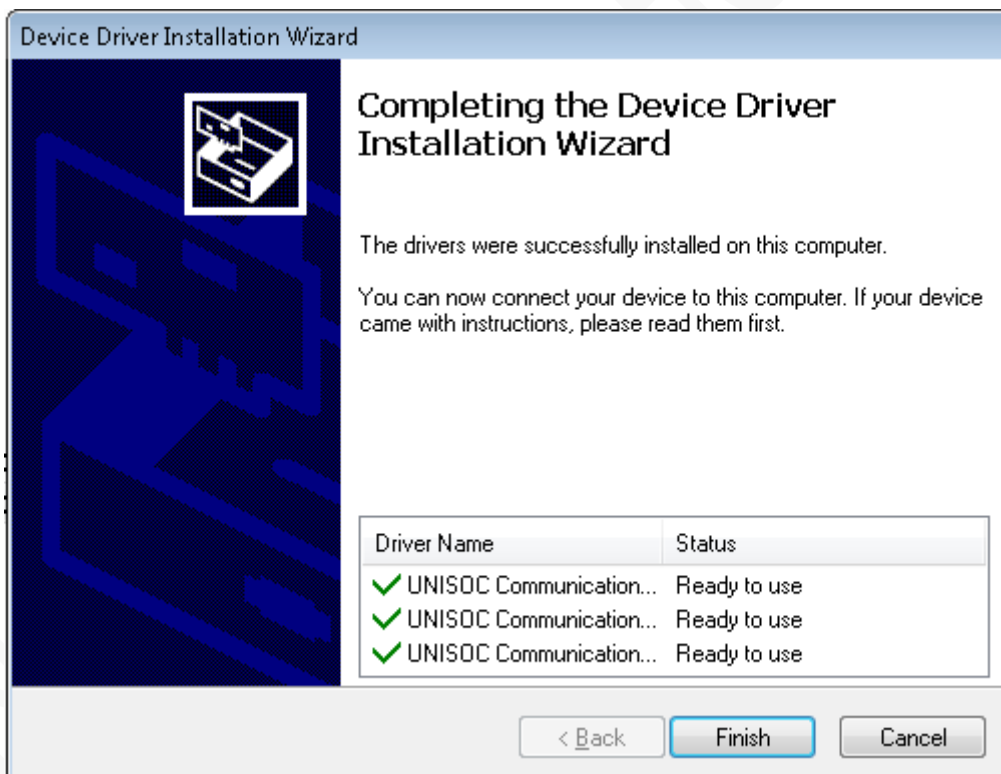 Device Driver Installation Wizard
Completing the Device Driver
Installation Wizard
The drivers were successfully installed on this computer.
You can now connect your device to this computer. If your device
came with instructions, please read them first.
Driver Name Status
UNISOC Communication... Ready to use
UNISOC Communication... Ready to use
UNISOC Communication... Ready to use
< Back Finish Cancel